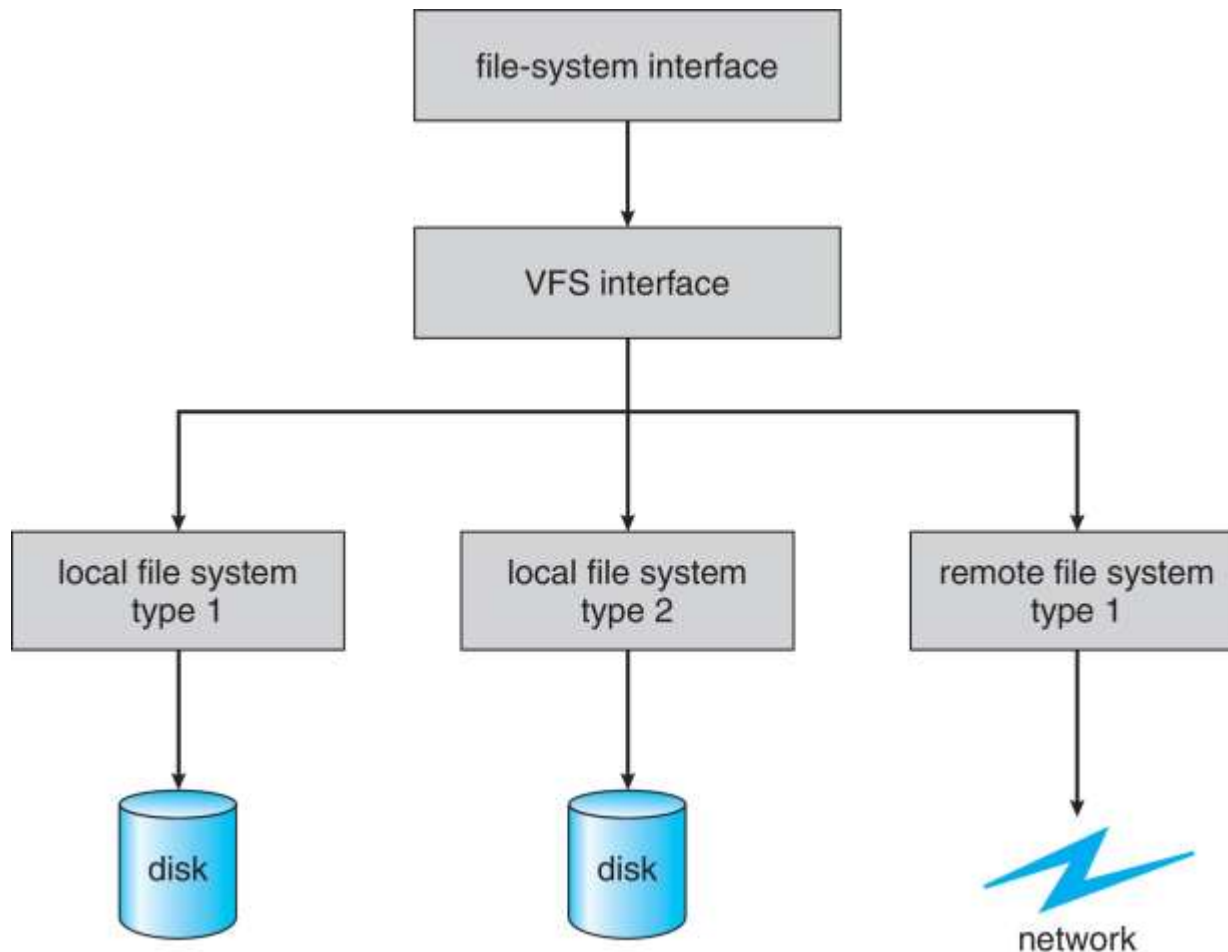 file-system interface
VFS interface
local file system
type 1
local file system
type 2
remote file system
type 1
disk
disk
network